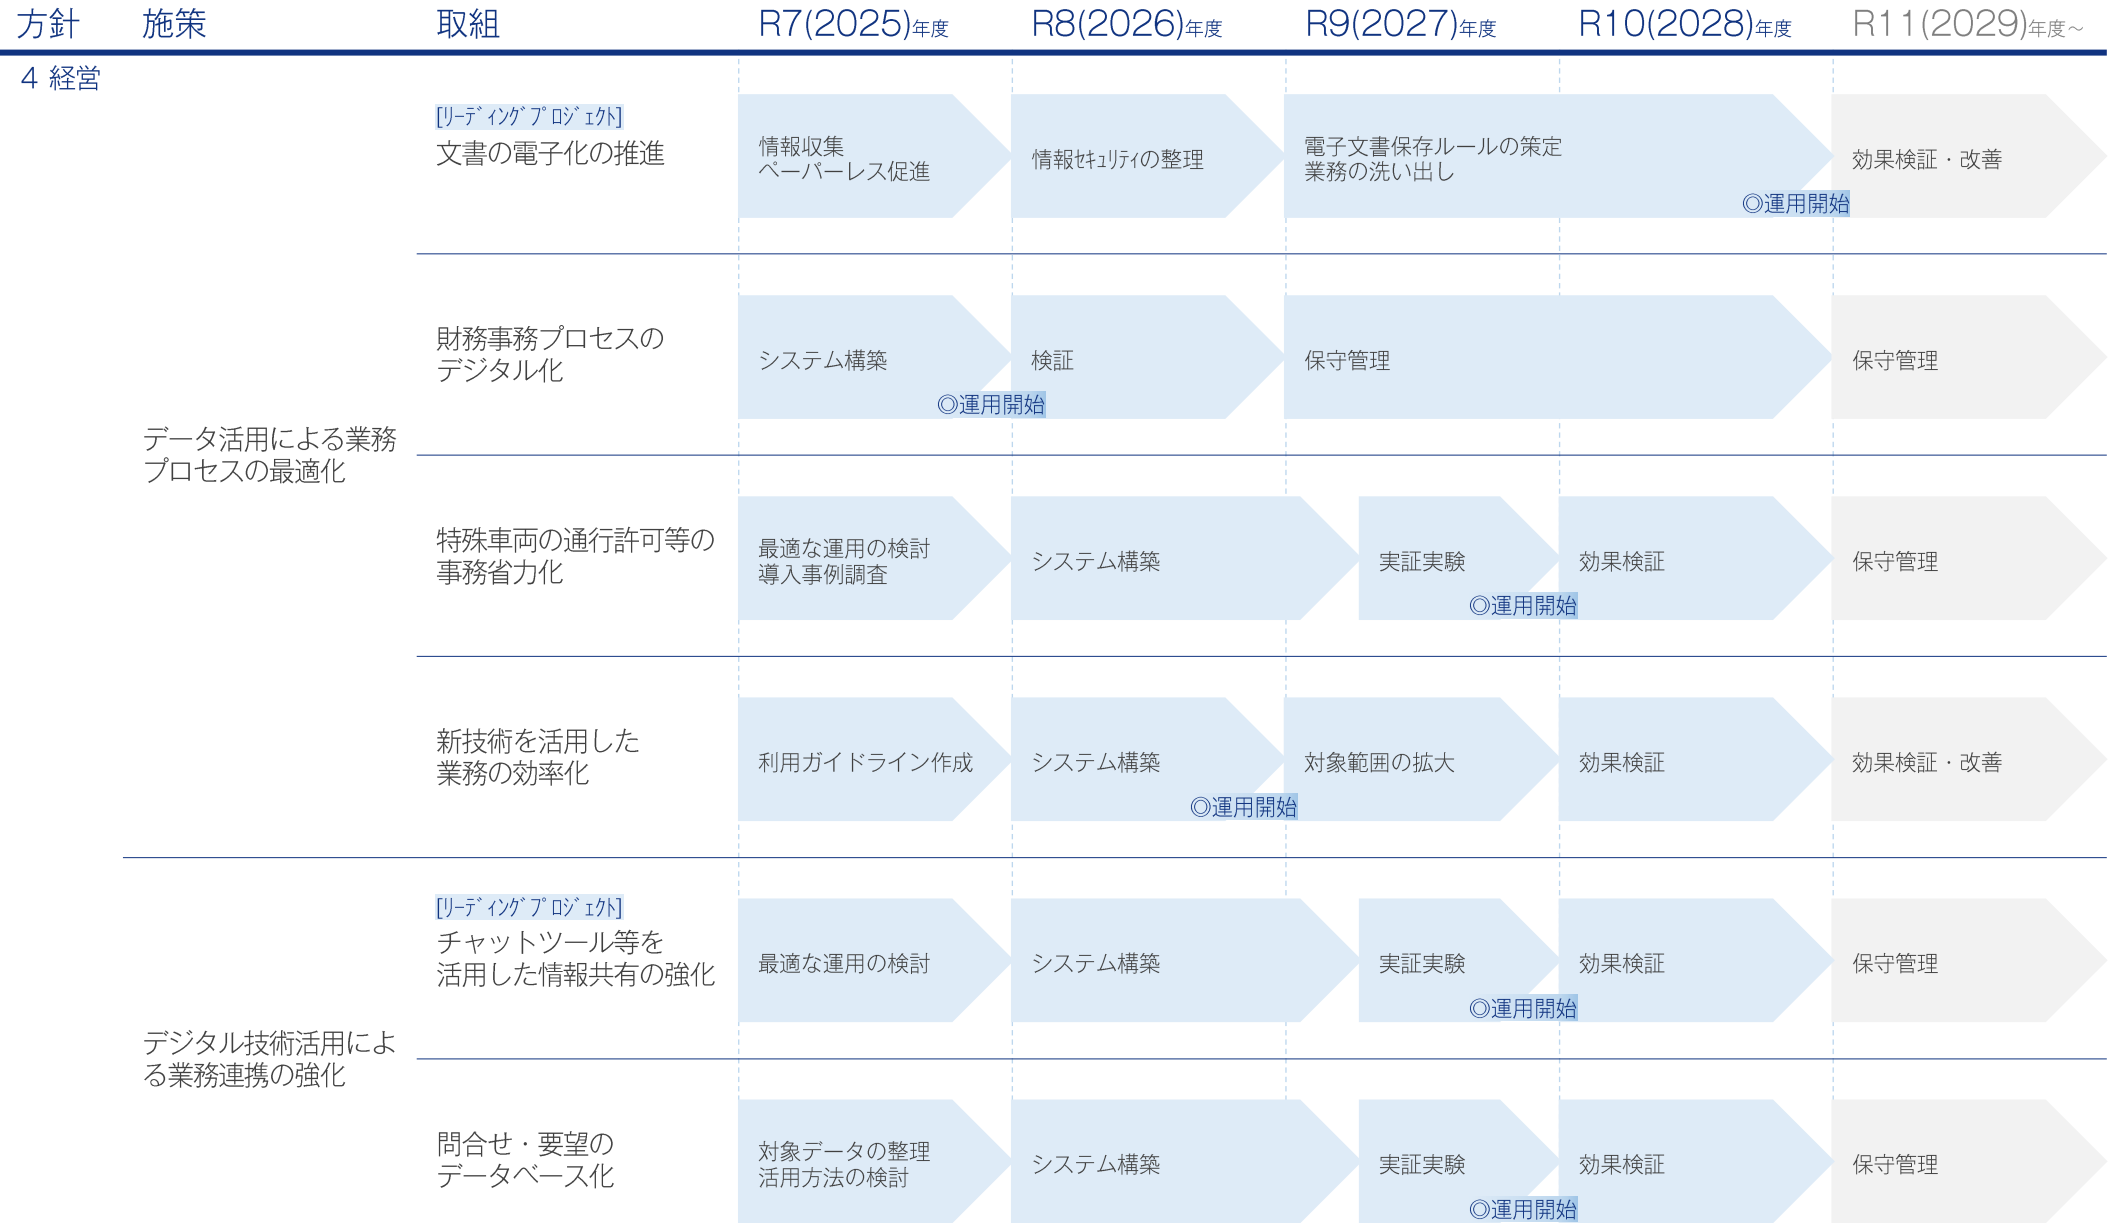 方針 施策 取組 R7(2025)年度 R8(2026)年度 R9(2027)年度 R10(2028)年度 R11(2029)年度～
4 経営
[ﾘｰﾃﾞｨﾝｸﾞﾌﾟﾛｼﾞｪｸﾄ]
文書の電子化の推進
情報収集
ペーパーレス促進
情報ｾｷｭﾘﾃｨの整理
電子文書保存ルールの策定
業務の洗い出し
◎運用開始
効果検証・改善
データ活用による業務
プロセスの最適化
財務事務プロセスの
デジタル化
システム構築
◎運用開始
検証
保守管理
保守管理
特殊車両の通行許可等の
事務省力化
最適な運用の検討
導入事例調査
システム構築
実証実験
◎運用開始
効果検証
保守管理
新技術を活用した
業務の効率化
利用ガイドライン作成
システム構築
◎運用開始
対象範囲の拡大
効果検証
効果検証・改善
デジタル技術活用によ
る業務連携の強化
[ﾘｰﾃﾞｨﾝｸﾞﾌﾟﾛｼﾞｪｸﾄ]
チャットツール等を
活用した情報共有の強化
最適な運用の検討
システム構築
実証実験
◎運用開始
効果検証
保守管理
問合せ・要望の
データベース化
対象データの整理
活用方法の検討
システム構築
実証実験
◎運用開始
効果検証
保守管理